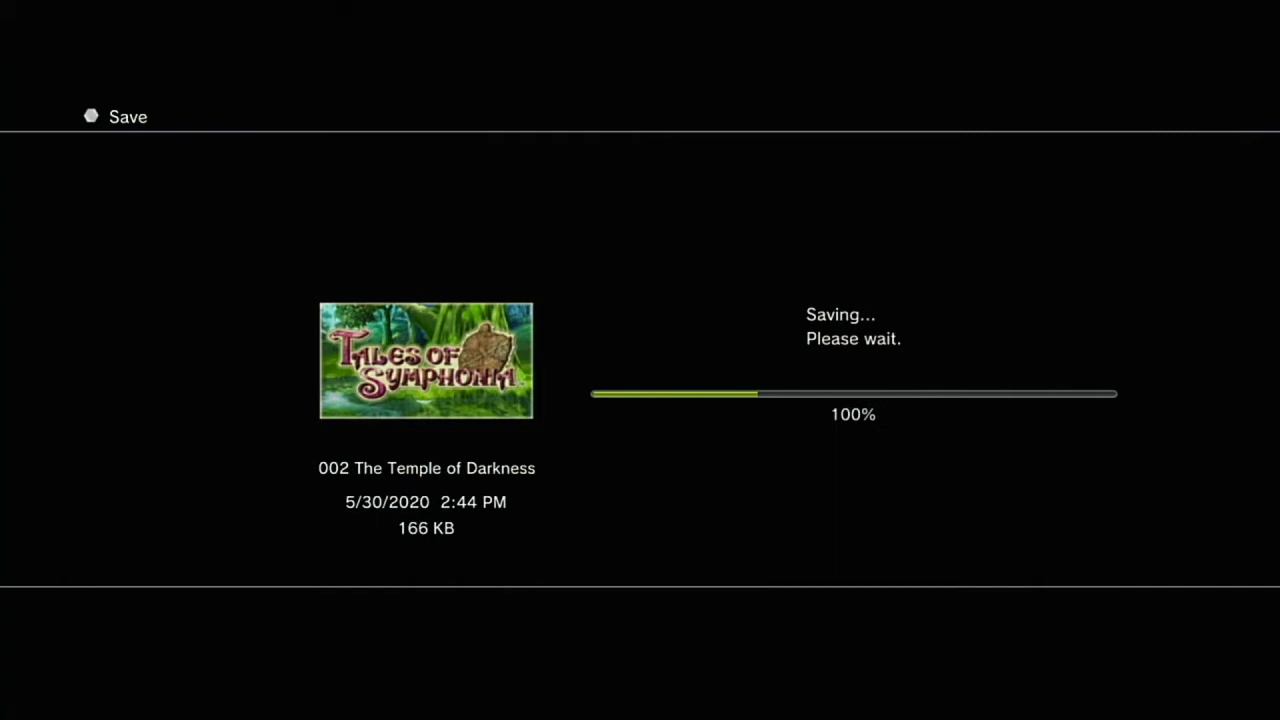 Save
TALES OF
SYMPHONIA
Saving...
Please wait.
100%
002 The Temple of Darkness
5/30/2020 2:44 PM
166 KB